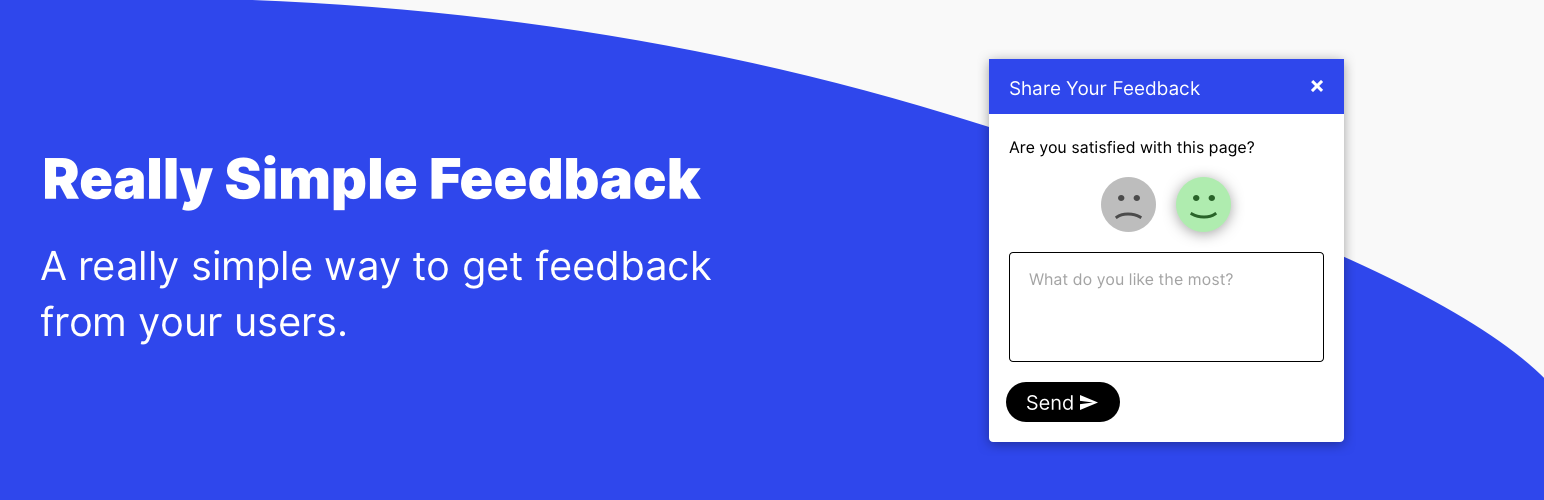 Really Simple Feedback
A really simple way to get feedback
from your users.
Share Your Feedback
Are you satisfied with this page?
What do you like the most?
Send